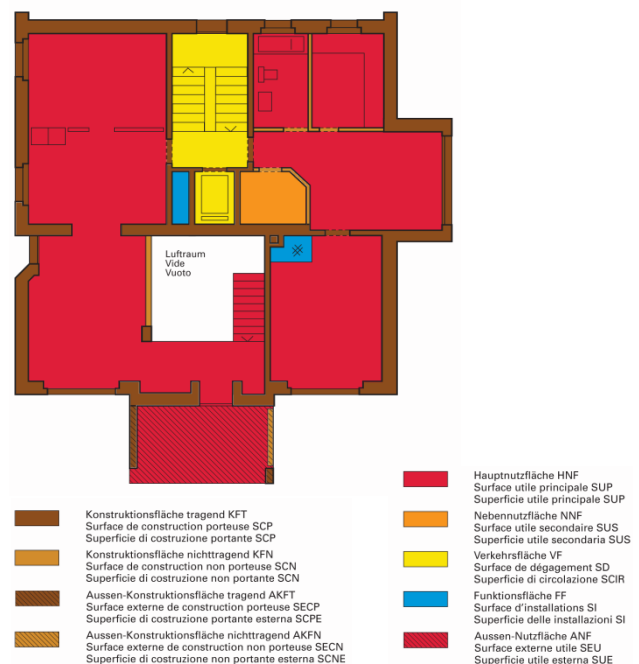 Luftraum
Vide
Vuoto
Konstruktionsfläche tragend KFT
Surface de construction porteuse SCP
Superficie di costruzione portante SCP
Konstruktionsfläche nichttragend KFN
Surface de construction non porteuse SCN
Superficie di costruzione non portante SCN
Aussen-Konstruktionsfläche tragend AKFT
Surface externe de construction porteuse SECP
Superficie di costruzione portante esterna SCPE
Aussen-Konstruktionsfläche nichttragend AKFN
Surface externe de construction non porteuse SECN
Superficie di costruzione non portante esterna SCNE
Hauptnutzfläche HNF
Surface utile principale SUP
Superficie utile principale SUP
Nebennutzfläche NNF
Surface utile secondaire SUS
Superficie utile secondaria SUS
Verkehrsfläche VF
Surface de dégagement SD
Superficie di circolazione SCIR
Funktionsfläche FF
Surface d'installations SI
Superficie delle installazioni SI
Aussen-Nutzfläche ANF
Surface externe utile SEU
Superficie utile esterna SUE